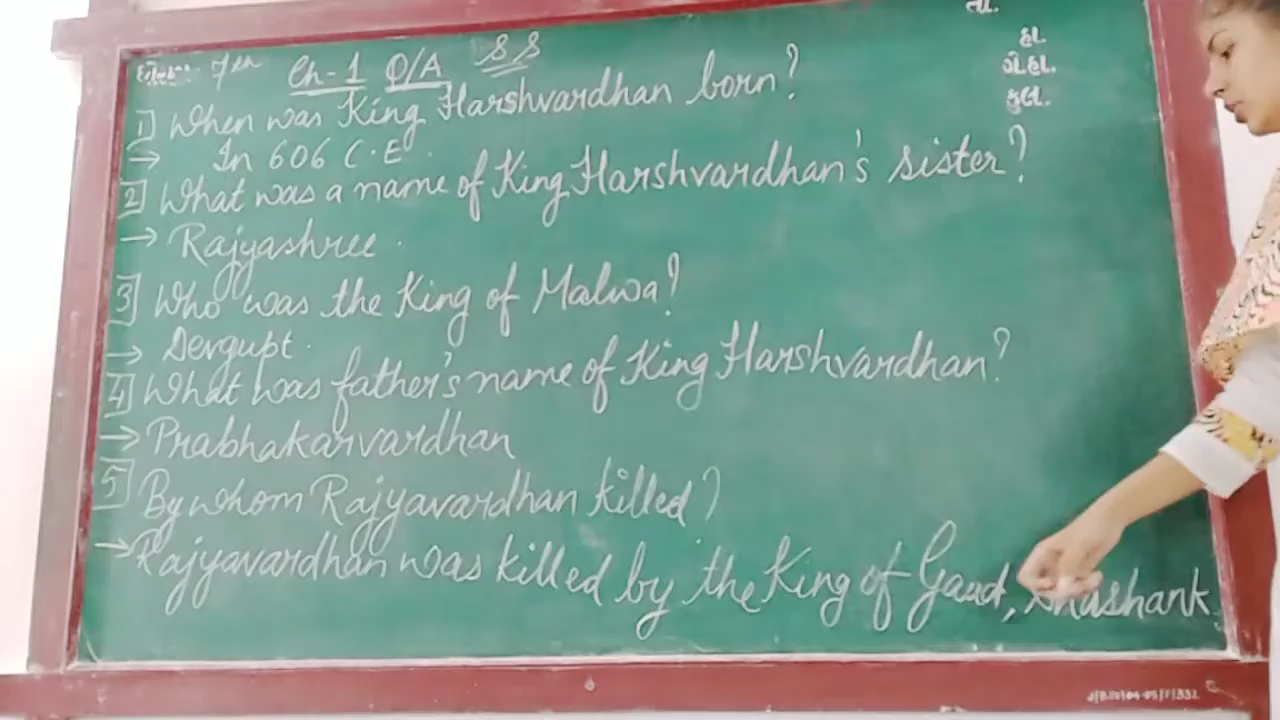 7th Ch-1 Q/A S S
તા.
હા.
ગે.હા.
કુલ.
1] When was King Harshvardhan born?
→ In 606 C.E.
2] What was a name of King Harshvardhan's sister?
→ Rajyashree.
3] Who was the King of Malwa?
→ Devgupt.
4] What was father's name of King Harshvardhan?
→ Prabhakarvardhan
5] By whom Rajyavardhan killed?
→ Rajyavardhan was killed by the King of Gaud, Shashank